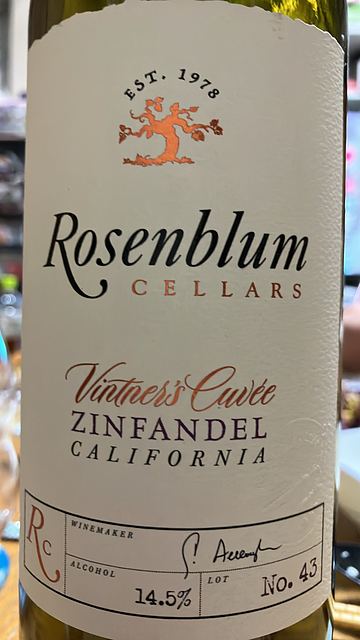 EST. 1978
Rosenblum
CELLARS
Vintner's Cuvée
ZINFANDEL
CALIFORNIA
Rc
WINEMAKER
ALCOHOL
14.5%
LOT
No. 43